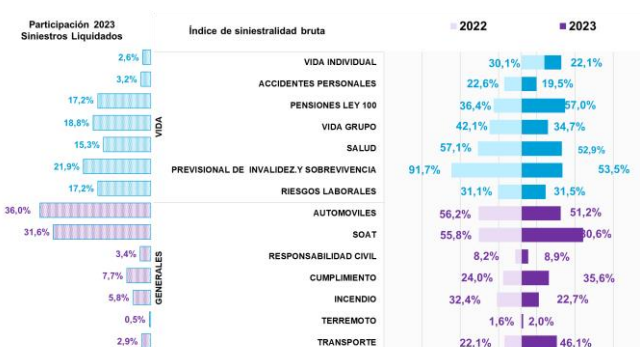 Participación 2023
Siniestros Liquidados
Índice de siniestralidad bruta
2022 2023
2,6% VIDA INDIVIDUAL 30,1% 22,1%
3,2% ACCIDENTES PERSONALES 22,6% 19,5%
17,2% PENSIONES LEY 100 36,4% 57,0%
18,8% VIDA GRUPO 42,1% 34,7%
15,3% SALUD 57,1% 52,9%
21,9% PREVISIONAL DE INVALIDEZ.Y SOBREVIVENCIA 91,7% 53,5%
17,2% RIESGOS LABORALES 31,1% 31,5%
VIDA
36,0% AUTOMOVILES 56,2% 51,2%
31,6% SOAT 55,8% 80,6%
3,4% RESPONSABILIDAD CIVIL 8,2% 8,9%
7,7% CUMPLIMIENTO 24,0% 35,6%
5,8% INCENDIO 32,4% 22,7%
0,5% TERREMOTO 1,6% 2,0%
2,9% TRANSPORTE 22,1% 46,1%
GENERALES